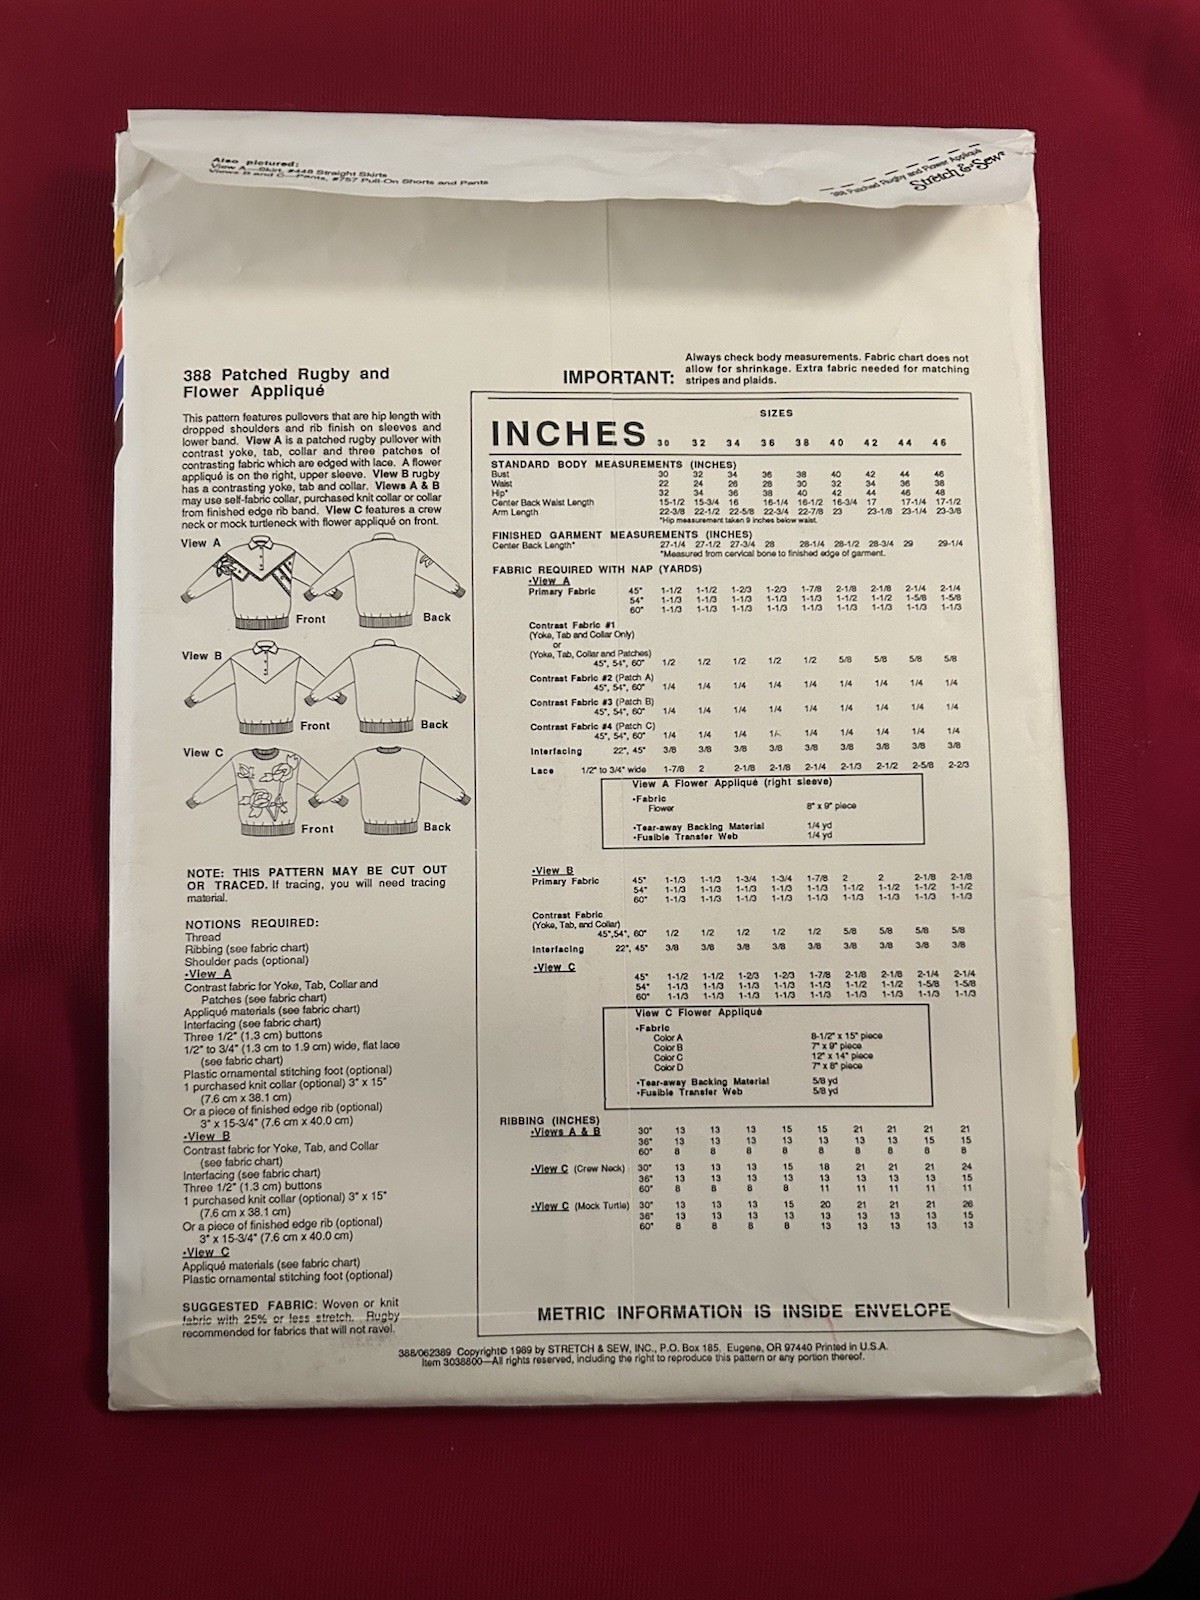 Also pictured:
View A—Skirt, #448 Straight Skirts
Views B and C—Pants, #757 Pull-On Shorts and Pants
388 Patched Rugby and Flower Appliqué
Stretch & Sew®
388 Patched Rugby and
Flower Appliqué
This pattern features pullovers that are hip length with
dropped shoulders and rib finish on sleeves and
lower band. View A is a patched rugby pullover with
contrast yoke, tab, collar and three patches of
contrasting fabric which are edged with lace. A flower
appliqué is on the right, upper sleeve. View B rugby
has a contrasting yoke, tab and collar. Views A & B
may use self-fabric collar, purchased knit collar or collar
from finished edge rib band. View C features a crew
neck or mock turtleneck with flower appliqué on front.
View A
Front
Back
View B
Front
Back
View C
Front
Back
NOTE: THIS PATTERN MAY BE CUT OUT
OR TRACED. If tracing, you will need tracing
material.
NOTIONS REQUIRED:
Thread
Ribbing (see fabric chart)
Shoulder pads (optional)
•View A
Contrast fabric for Yoke, Tab, Collar and
Patches (see fabric chart)
Appliqué materials (see fabric chart)
Interfacing (see fabric chart)
Three 1/2" (1.3 cm) buttons
1/2" to 3/4" (1.3 cm to 1.9 cm) wide, flat lace
(see fabric chart)
Plastic ornamental stitching foot (optional)
1 purchased knit collar (optional) 3" x 15"
(7.6 cm x 38.1 cm)
Or a piece of finished edge rib (optional)
3" x 15-3/4" (7.6 cm x 40.0 cm)
•View B
Contrast fabric for Yoke, Tab, and Collar
(see fabric chart)
Interfacing (see fabric chart)
Three 1/2" (1.3 cm) buttons
1 purchased knit collar (optional) 3" x 15"
(7.6 cm x 38.1 cm)
Or a piece of finished edge rib (optional)
3" x 15-3/4" (7.6 cm x 40.0 cm)
•View C
Appliqué materials (see fabric chart)
Plastic ornamental stitching foot (optional)
SUGGESTED FABRIC: Woven or knit
fabric with 25% or less stretch. Rugby
recommended for fabrics that will not ravel.
IMPORTANT: Always check body measurements. Fabric chart does not
allow for shrinkage. Extra fabric needed for matching
stripes and plaids.
SIZES
INCHES 30 32 34 36 38 40 42 44 46
STANDARD BODY MEASUREMENTS (INCHES)
Bust 30 32 34 36 38 40 42 44 46
Waist 22 24 26 28 30 32 34 36 38
Hip* 32 34 36 38 40 42 44 46 48
Center Back Waist Length 15-1/2 15-3/4 16 16-1/4 16-1/2 16-3/4 17 17-1/4 17-1/2
Arm Length 22-3/8 22-1/2 22-5/8 22-3/4 22-7/8 23 23-1/8 23-1/4 23-3/8
*Hip measurement taken 9 inches below waist.
FINISHED GARMENT MEASUREMENTS (INCHES)
Center Back Length* 27-1/4 27-1/2 27-3/4 28 28-1/4 28-1/2 28-3/4 29 29-1/4
*Measured from cervical bone to finished edge of garment.
FABRIC REQUIRED WITH NAP (YARDS)
•View A
Primary Fabric 45" 1-1/2 1-1/2 1-2/3 1-2/3 1-7/8 2-1/8 2-1/8 2-1/4 2-1/4
54" 1-1/3 1-1/3 1-1/3 1-1/3 1-1/3 1-1/2 1-1/2 1-5/8 1-5/8
60" 1-1/3 1-1/3 1-1/3 1-1/3 1-1/3 1-1/3 1-1/3 1-1/3 1-1/3
Contrast Fabric #1
(Yoke, Tab and Collar Only)
or
(Yoke, Tab, Collar and Patches)
45", 54", 60" 1/2 1/2 1/2 1/2 1/2 5/8 5/8 5/8 5/8
Contrast Fabric #2 (Patch A)
45", 54", 60" 1/4 1/4 1/4 1/4 1/4 1/4 1/4 1/4 1/4
Contrast Fabric #3 (Patch B)
45", 54", 60" 1/4 1/4 1/4 1/4 1/4 1/4 1/4 1/4 1/4
Contrast Fabric #4 (Patch C)
45", 54", 60" 1/4 1/4 1/4 1/4 1/4 1/4 1/4 1/4
Interfacing 22", 45" 3/8 3/8 3/8 3/8 3/8 3/8 3/8 3/8 3/8
Lace 1/2" to 3/4" wide 1-7/8 2 2-1/8 2-1/8 2-1/4 2-1/3 2-1/2 2-5/8 2-2/3
View A Flower Appliqué (right sleeve)
•Fabric
Flower 8" x 9" piece
•Tear-away Backing Material 1/4 yd
•Fusible Transfer Web 1/4 yd
•View B
Primary Fabric 45" 1-1/3 1-1/3 1-3/4 1-3/4 1-7/8 2 2 2-1/8 2-1/8
54" 1-1/3 1-1/3 1-1/3 1-1/3 1-1/3 1-1/2 1-1/2 1-1/2 1-1/2
60" 1-1/3 1-1/3 1-1/3 1-1/3 1-1/3 1-1/3 1-1/3 1-1/3 1-1/3
Contrast Fabric
(Yoke, Tab, and Collar)
45",54", 60" 1/2 1/2 1/2 1/2 1/2 5/8 5/8 5/8 5/8
Interfacing 22", 45" 3/8 3/8 3/8 3/8 3/8 3/8 3/8 3/8 3/8
•View C
45" 1-1/2 1-1/2 1-2/3 1-2/3 1-7/8 2-1/8 2-1/8 2-1/4 2-1/4
54" 1-1/3 1-1/3 1-1/3 1-1/3 1-1/3 1-1/2 1-1/2 1-5/8 1-5/8
60" 1-1/3 1-1/3 1-1/3 1-1/3 1-1/3 1-1/3 1-1/3 1-1/3 1-1/3
View C Flower Appliqué
•Fabric
Color A 8-1/2" x 15" piece
Color B 7" x 9" piece
Color C 12" x 14" piece
Color D 7" x 8" piece
•Tear-away Backing Material 5/8 yd
•Fusible Transfer Web 5/8 yd
RIBBING (INCHES)
•Views A & B 30" 13 13 13 15 15 21 21 21 21
36" 13 13 13 13 13 13 13 15 15
60" 8 8 8 8 8 8 8 8 8
•View C (Crew Neck) 30" 13 13 13 15 18 21 21 21 24
36" 13 13 13 13 13 13 13 13 15
60" 8 8 8 8 11 11 11 11 11
•View C (Mock Turtle) 30" 13 13 13 15 20 21 21 21 26
36" 13 13 13 13 13 13 13 13 15
60" 8 8 8 8 13 13 13 13 13
METRIC INFORMATION IS INSIDE ENVELOPE
388/062389 Copyright© 1989 by STRETCH & SEW, INC., P.O. Box 185, Eugene, OR 97440 Printed in U.S.A.
Item 3038800—All rights reserved, including the right to reproduce this pattern or any portion thereof.